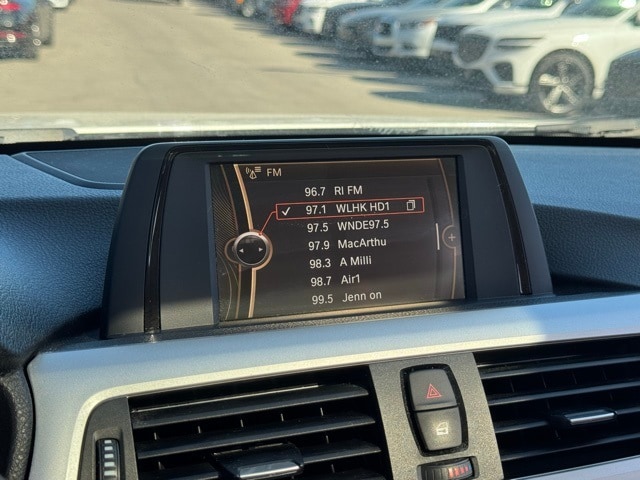 FM
96.7 RI FM
97.1 WLHK HD1
97.5 WNDE97.5
97.9 MacArthu
98.3 A Milli
98.7 Air1
99.5 Jenn on